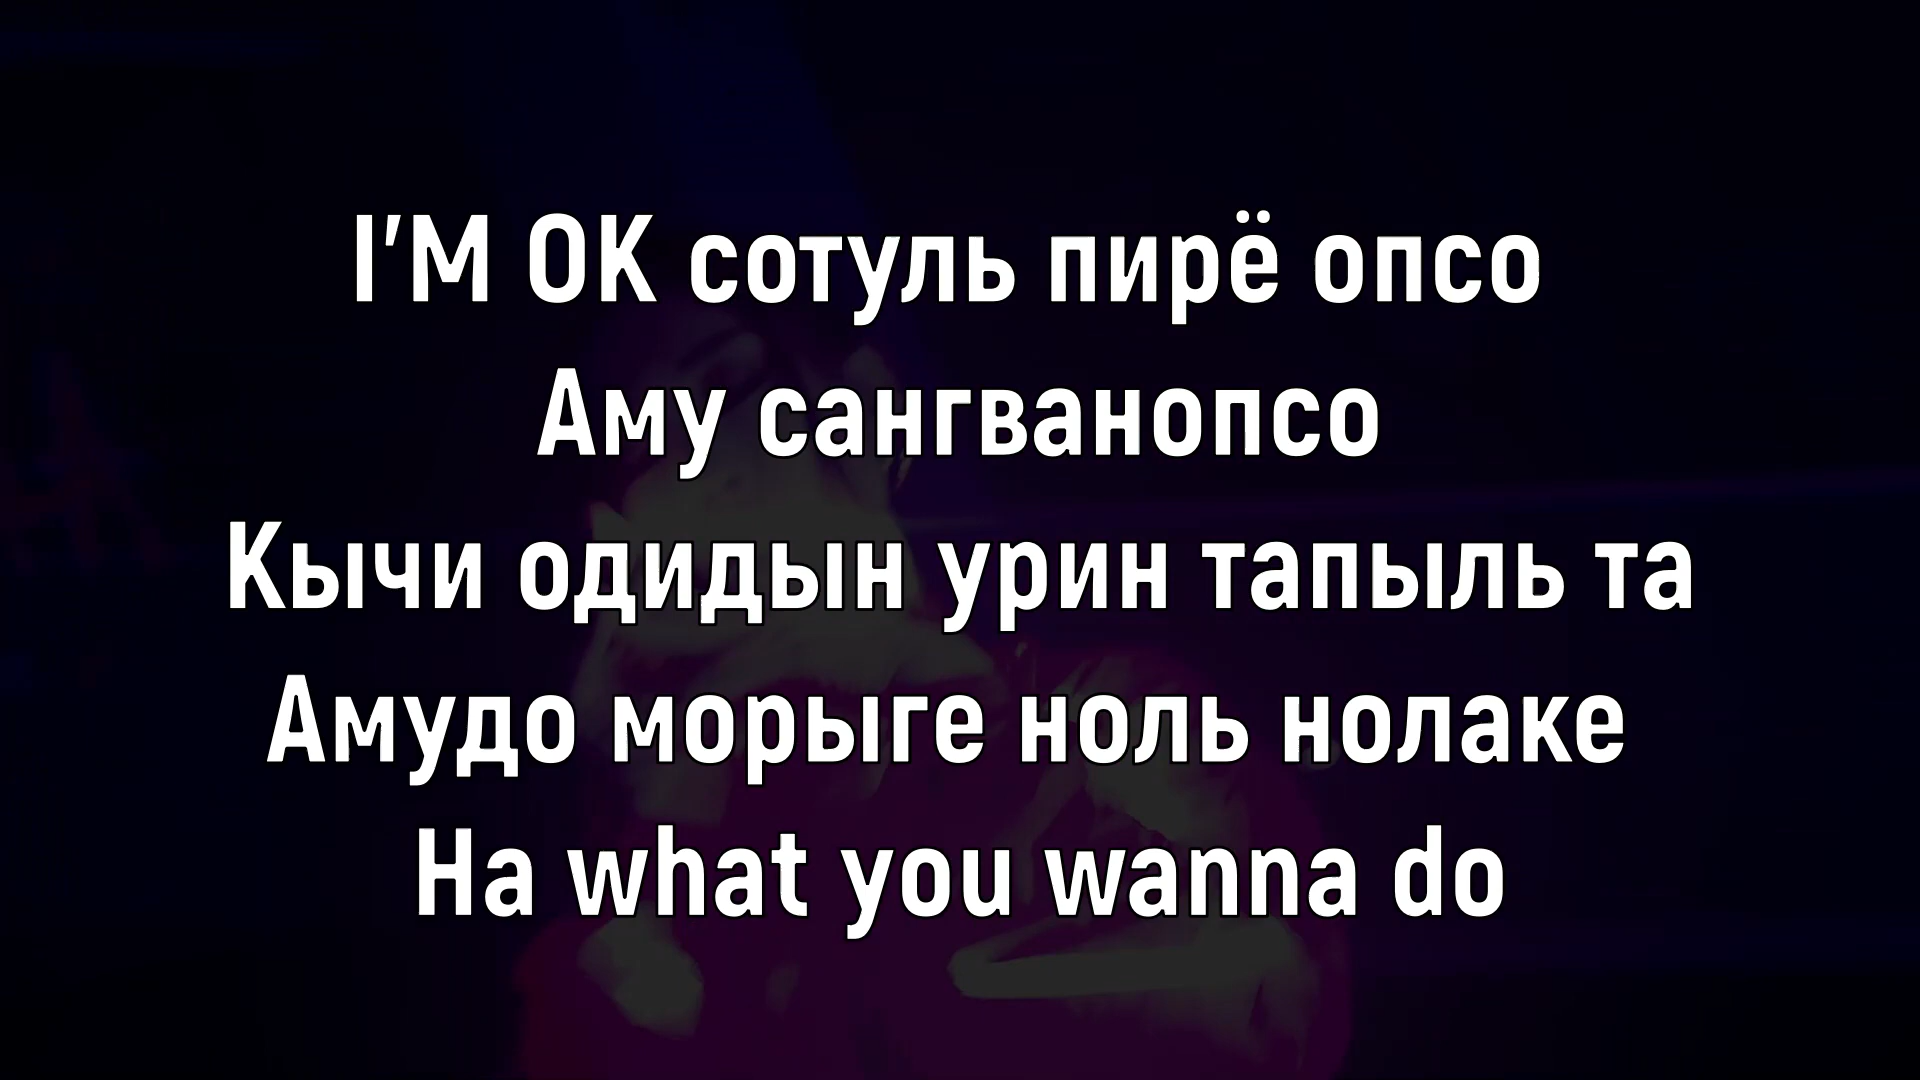 I'M OK сотуль пирё опсо
Аму сангванопсо
Кычи одидын урин тапыль та
Амудо морыге ноль нолаке
На what you wanna do